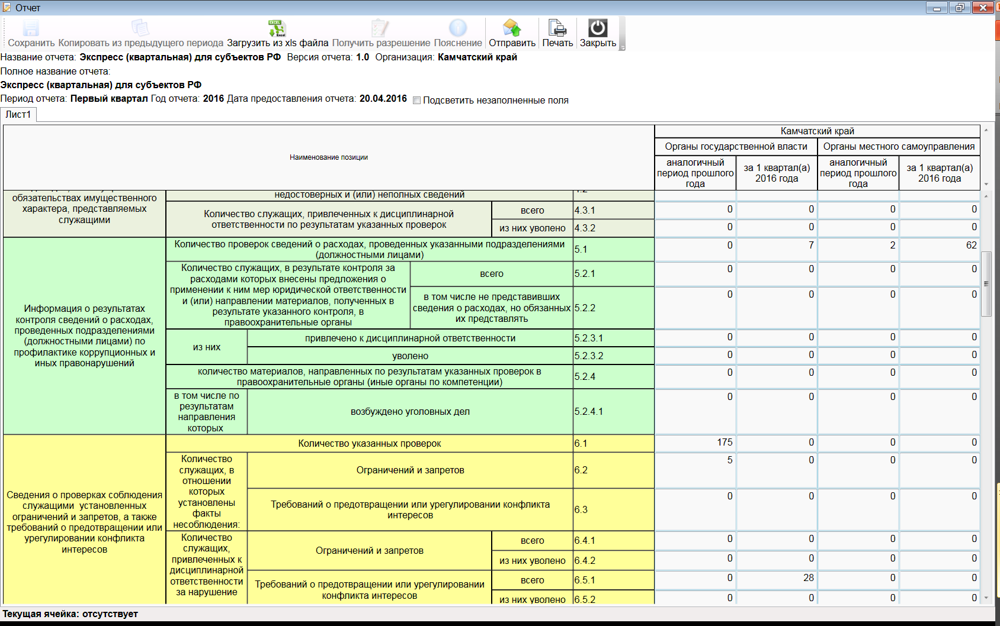 Отчет
Сохранить Копировать из предыдущего периода Загрузить из xls файла Получить разрешение Пояснение Отправить Печать Закрыть
Название отчета: Экспресс (квартальная) для субъектов РФ Версия отчета: 1.0 Организация: Камчатский край
Полное название отчета:
Экспресс (квартальная) для субъектов РФ
Период отчета: Первый квартал Год отчета: 2016 Дата предоставления отчета: 20.04.2016 Подсветить незаполненные поля
Лист1
Наименование позиции
Камчатский край
Органы государственной власти Органы местного самоуправления
аналогичный
период прошлого
года
за 1 квартал(а)
2016 года
аналогичный
период прошлого
года
за 1 квартал(а)
2016 года
обязательствах имущественного
характера, представляемых
служащими
недостоверных и (или) неполных сведений
Количество служащих, привлеченных к дисциплинарной
ответственности по результатам указанных проверок
всего 4.3.1 0 0 0 0
из них уволено 4.3.2 0 0 0 0
Информация о результатах
контроля сведений о расходах,
проведенных подразделениями
(должностными лицами) по
профилактике коррупционных и
иных правонарушений
Количество проверок сведений о расходах, проведенных указанными подразделениями
(должностными лицами)
5.1 0 7 2 62
Количество служащих, в результате контроля за
расходами которых внесены предложения о
применении к ним мер юридической ответственности
и (или) направлении материалов, полученных в
результате указанного контроля, в
правоохранительные органы
всего 5.2.1 0 0 0 0
в том числе не представивших
сведения о расходах, но обязанных
их представлять
5.2.2 0 0 0 0
из них
привлечено к дисциплинарной ответственности 5.2.3.1 0 0 0 0
уволено 5.2.3.2 0 0 0 0
количество материалов, направленных по результатам указанных проверок в
правоохранительные органы (иные органы по компетенции)
5.2.4 0 0 0 0
в том числе по
результатам
направления
которых
возбуждено уголовных дел 5.2.4.1 0 0 0 0
Сведения о проверках соблюдения
служащими установленных
ограничений и запретов, а также
требований о предотвращении или
урегулировании конфликта
интересов
Количество указанных проверок 6.1 175 0 0 0
Количество
служащих, в
отношении
которых
установлены
факты
несоблюдения:
Ограничений и запретов 6.2 5 0 0 0
Требований о предотвращении или урегулировании конфликта
интересов
6.3 0 0 0 0
Количество
служащих,
привлеченных к
дисциплинарной
ответственности
за нарушение
Ограничений и запретов
всего 6.4.1 0 0 0 0
из них уволено 6.4.2 0 0 0 0
Требований о предотвращении или урегулировании
конфликта интересов
всего 6.5.1 0 28 0 0
из них уволено 6.5.2 0 0 0 0
Текущая ячейка: отсутствует